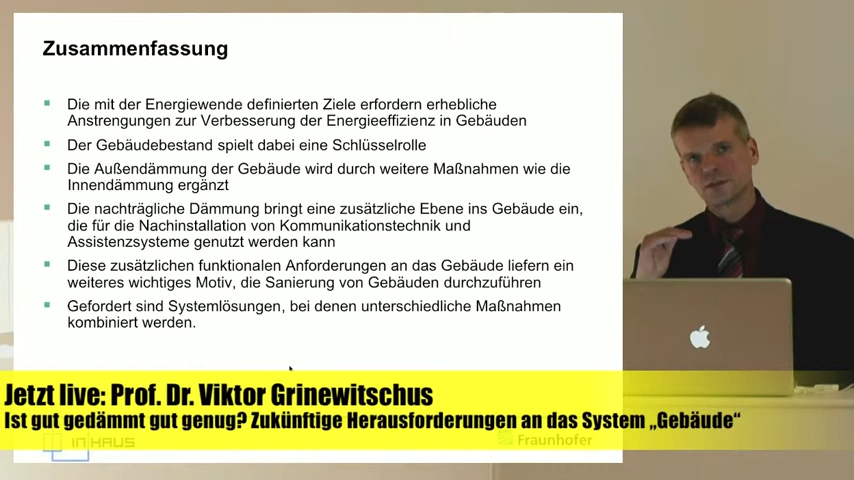 Zusammenfassung
Die mit der Energiewende definierten Ziele erfordern erhebliche
Anstrengungen zur Verbesserung der Energieeffizienz in Gebäuden
Der Gebäudebestand spielt dabei eine Schlüsselrolle
Die Außendämmung der Gebäude wird durch weitere Maßnahmen wie die
Innendämmung ergänzt
Die nachträgliche Dämmung bringt eine zusätzliche Ebene ins Gebäude ein,
die für die Nachinstallation von Kommunikationstechnik und
Assistenzsysteme genutzt werden kann
Diese zusätzlichen funktionalen Anforderungen an das Gebäude liefern ein
weiteres wichtiges Motiv, die Sanierung von Gebäuden durchzuführen
Gefordert sind Systemlösungen, bei denen unterschiedliche Maßnahmen
kombiniert werden.
Jetzt live: Prof. Dr. Viktor Grinewitschus
Ist gut gedämmt gut genug? Zukünftige Herausforderungen an das System „Gebäude“
INHAUS
Fraunhofer